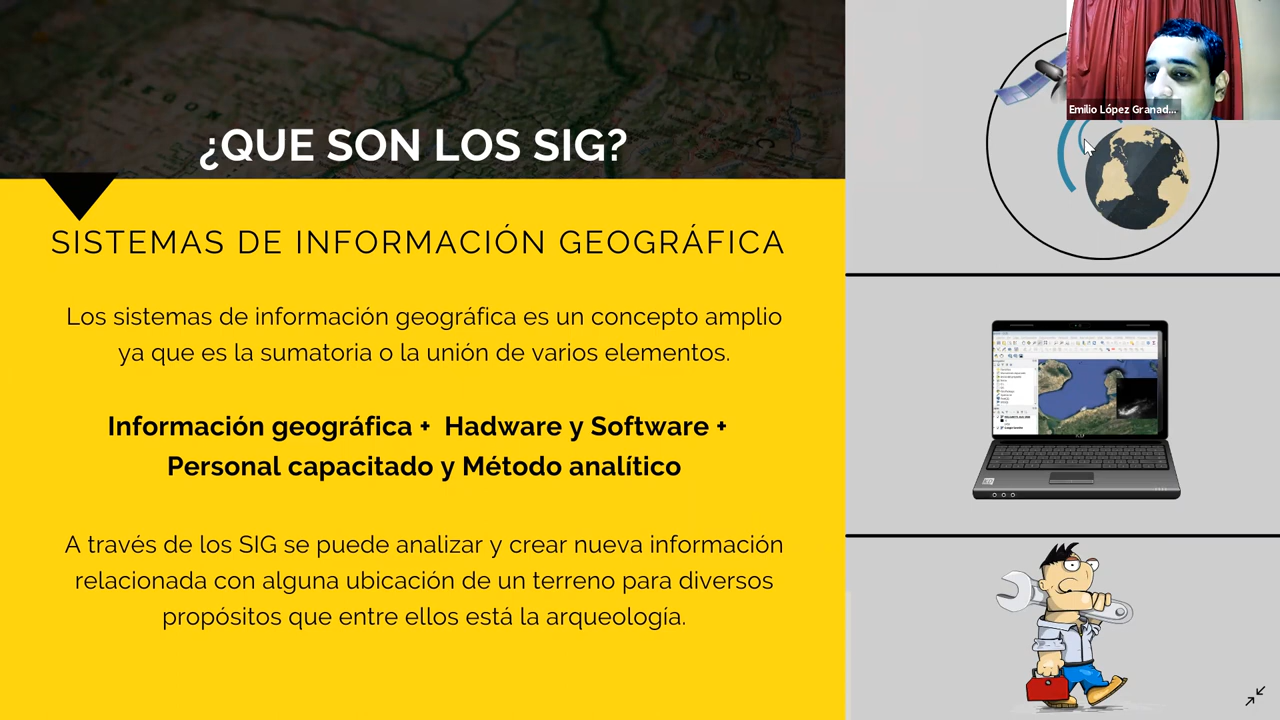 ¿QUE SON LOS SIG?
SISTEMAS DE INFORMACIÓN GEOGRÁFICA
Los sistemas de información geográfica es un concepto amplio
ya que es la sumatoria o la unión de varios elementos.
Información geográfica + Hadware y Software +
Personal capacitado y Método analítico
A través de los SIG se puede analizar y crear nueva información
relacionada con alguna ubicación de un terreno para diversos
propósitos que entre ellos está la arqueología.
Emilio López Granad...